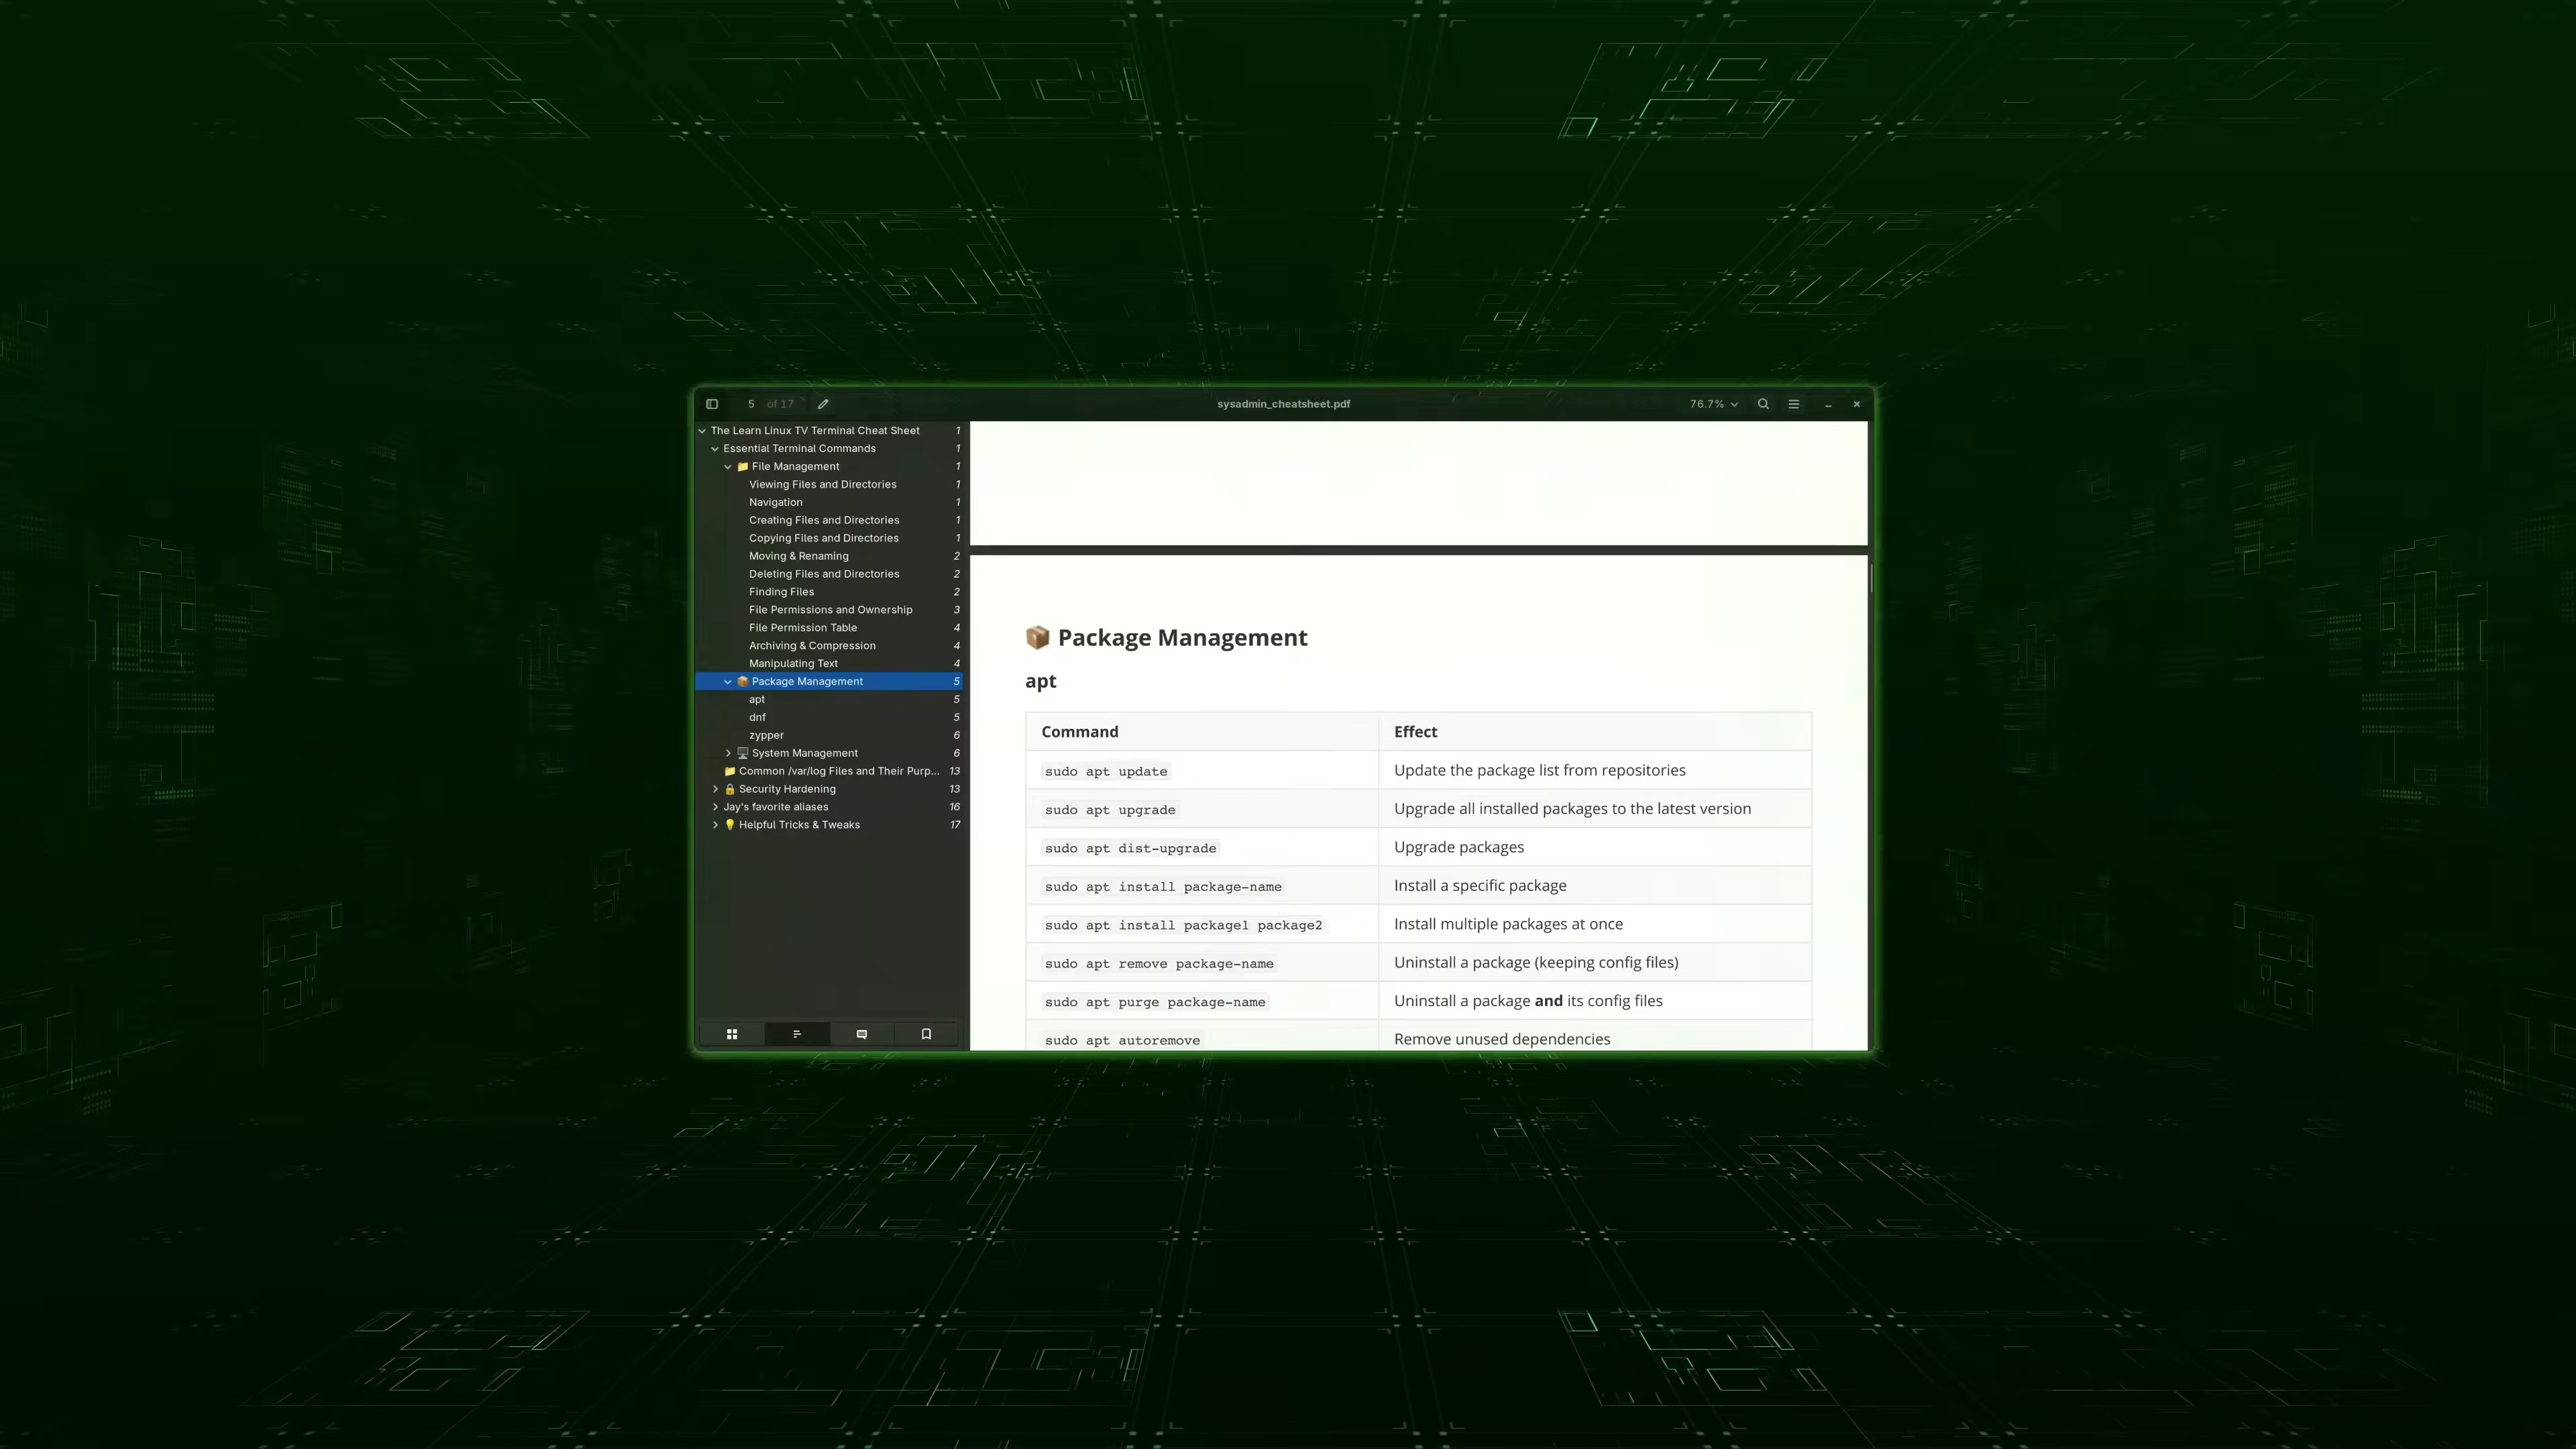 5 of 17
sysadmin_cheatsheet.pdf
76.7%
The Learn Linux TV Terminal Cheat Sheet 1
Essential Terminal Commands 1
File Management 1
Viewing Files and Directories 1
Navigation 1
Creating Files and Directories 1
Copying Files and Directories 1
Moving & Renaming 2
Deleting Files and Directories 2
Finding Files 2
File Permissions and Ownership 3
File Permission Table 4
Archiving & Compression 4
Manipulating Text 4
Package Management 5
apt 5
dnf 5
zypper 6
System Management 6
Common /var/log Files and Their Purp... 13
Security Hardening 13
Jay's favorite aliases 16
Helpful Tricks & Tweaks 17
Package Management
apt
Command Effect
sudo apt update Update the package list from repositories
sudo apt upgrade Upgrade all installed packages to the latest version
sudo apt dist-upgrade Upgrade packages
sudo apt install package-name Install a specific package
sudo apt install package1 package2 Install multiple packages at once
sudo apt remove package-name Uninstall a package (keeping config files)
sudo apt purge package-name Uninstall a package and its config files
sudo apt autoremove Remove unused dependencies